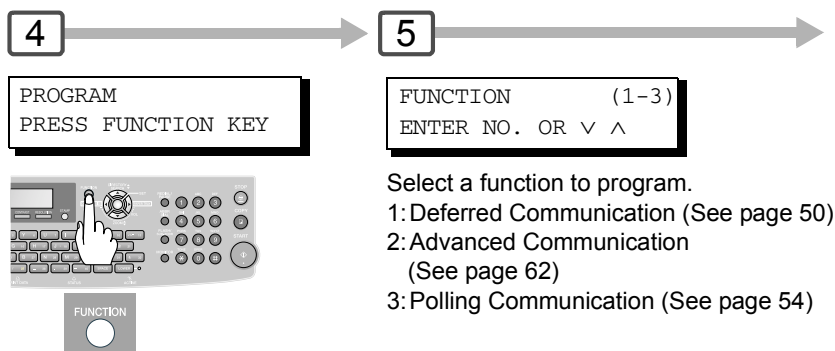 4
PROGRAM
PRESS FUNCTION KEY
FUNCTION
5
FUNCTION (1-3)
ENTER NO. OR ∨ ∧
Select a function to program.
1:Deferred Communication (See page 50)
2:Advanced Communication
(See page 62)
3:Polling Communication (See page 54)